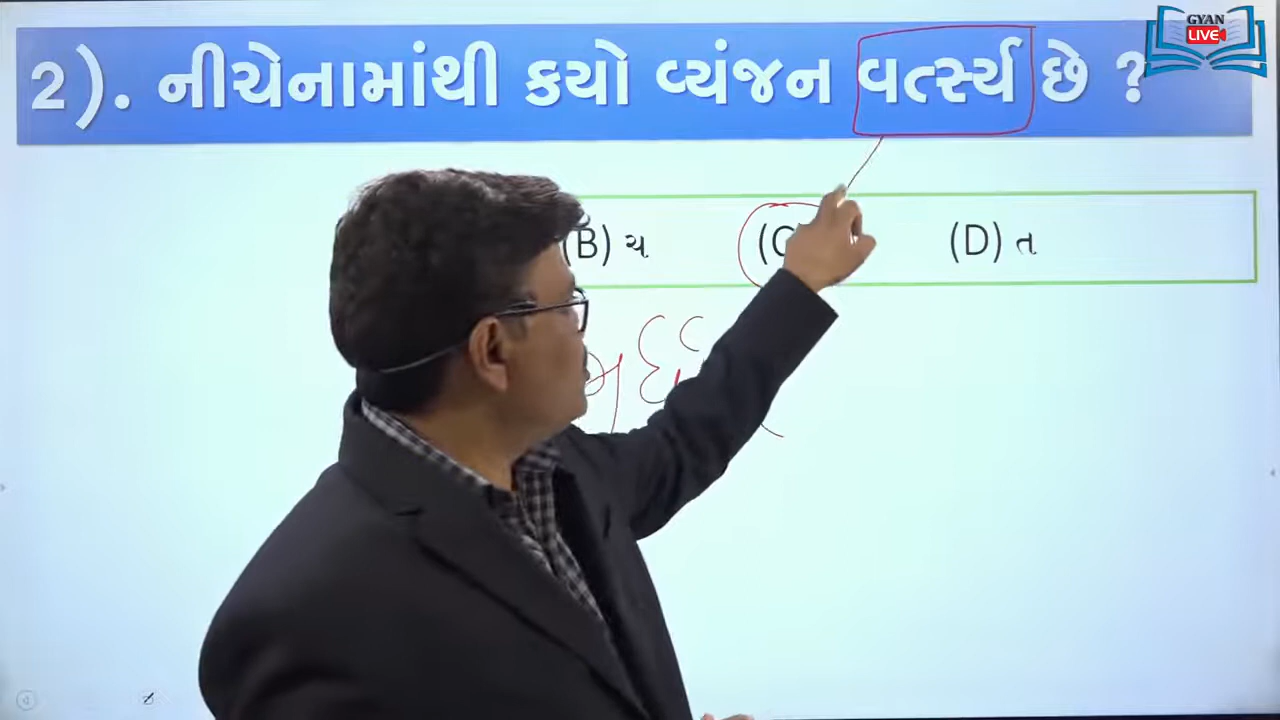 GYAN
LIVE
2). નીચેનામાંથી કયો વ્યંજન વર્ત્સ્ય છે ?
(B) ચ (D) ત